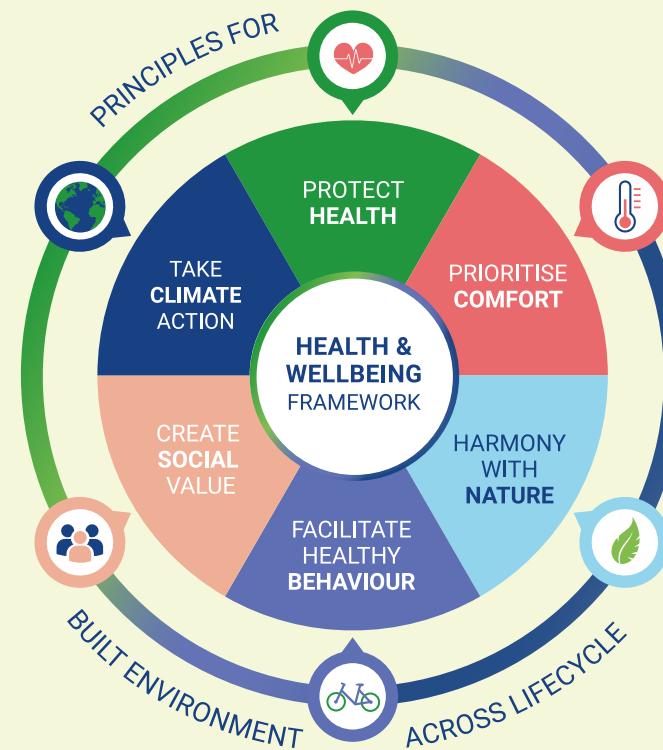 PRINCIPLES FOR
PROTECT
HEALTH
PRIORITISE
COMFORT
HARMONY
WITH
NATURE
FACILITATE
HEALTHY
BEHAVIOUR
CREATE
SOCIAL
VALUE
TAKE
CLIMATE
ACTION
HEALTH &
WELLBEING
FRAMEWORK
BUILT ENVIRONMENT
ACROSS LIFECYCLE